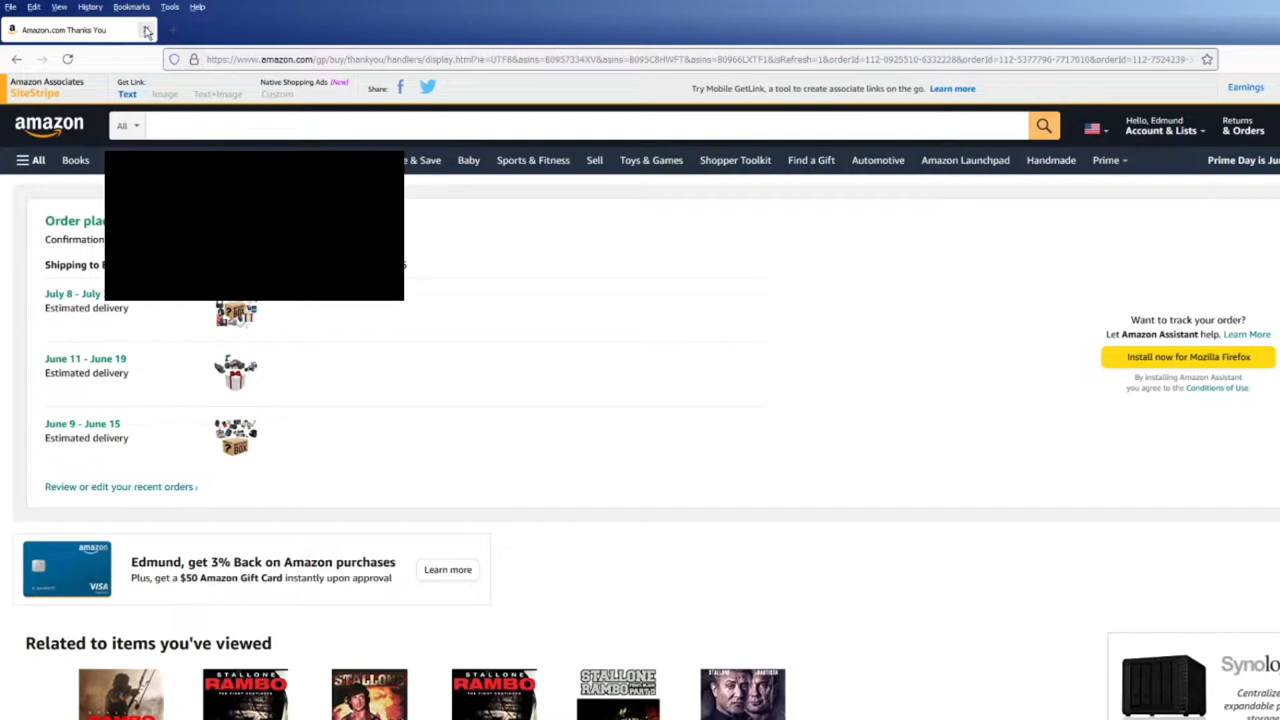 File Edit View History Bookmarks Tools Help
Amazon.com Thanks You
https://www.amazon.com/gp/buy/thankyou/handlers/display.html?ie=UTF8&asins=B0957334XV&asins=B095C8HWFT&asins=B0966LXTF1&isRefresh=1&orderId=112-0925510-6332228&orderId=112-5377796-7717010&orderId=112-7524239-
Amazon Associates
SiteStripe
Get Link:
Text Image Text+Image
Native Shopping Ads (New)
Custom
Share:
Try Mobile GetLink, a tool to create associate links on the go. Learn more
Earnings
amazon
All
Hello, Edmund
Account & Lists
Returns
& Orders
All Books & Save Baby Sports & Fitness Sell Toys & Games Shopper Toolkit Find a Gift Automotive Amazon Launchpad Handmade Prime Prime Day is
Order
Confirmation
Shipping to
July 8 - July
Estimated delivery
June 11 - June 19
Estimated delivery
June 9 - June 15
Estimated delivery
Review or edit your recent orders ›
Want to track your order?
Let Amazon Assistant help. Learn More
Install now for Mozilla Firefox
By installing Amazon Assistant
you agree to the Conditions of Use.
amazon
VISA
Edmund, get 3% Back on Amazon purchases
Plus, get a $50 Amazon Gift Card instantly upon approval
Learn more
Related to items you've viewed
STALLONE
RAMBO
STALLONE
STALLONE
RAMBO
STALLONE
RAMBO
STALLONE
Centralize
expandable